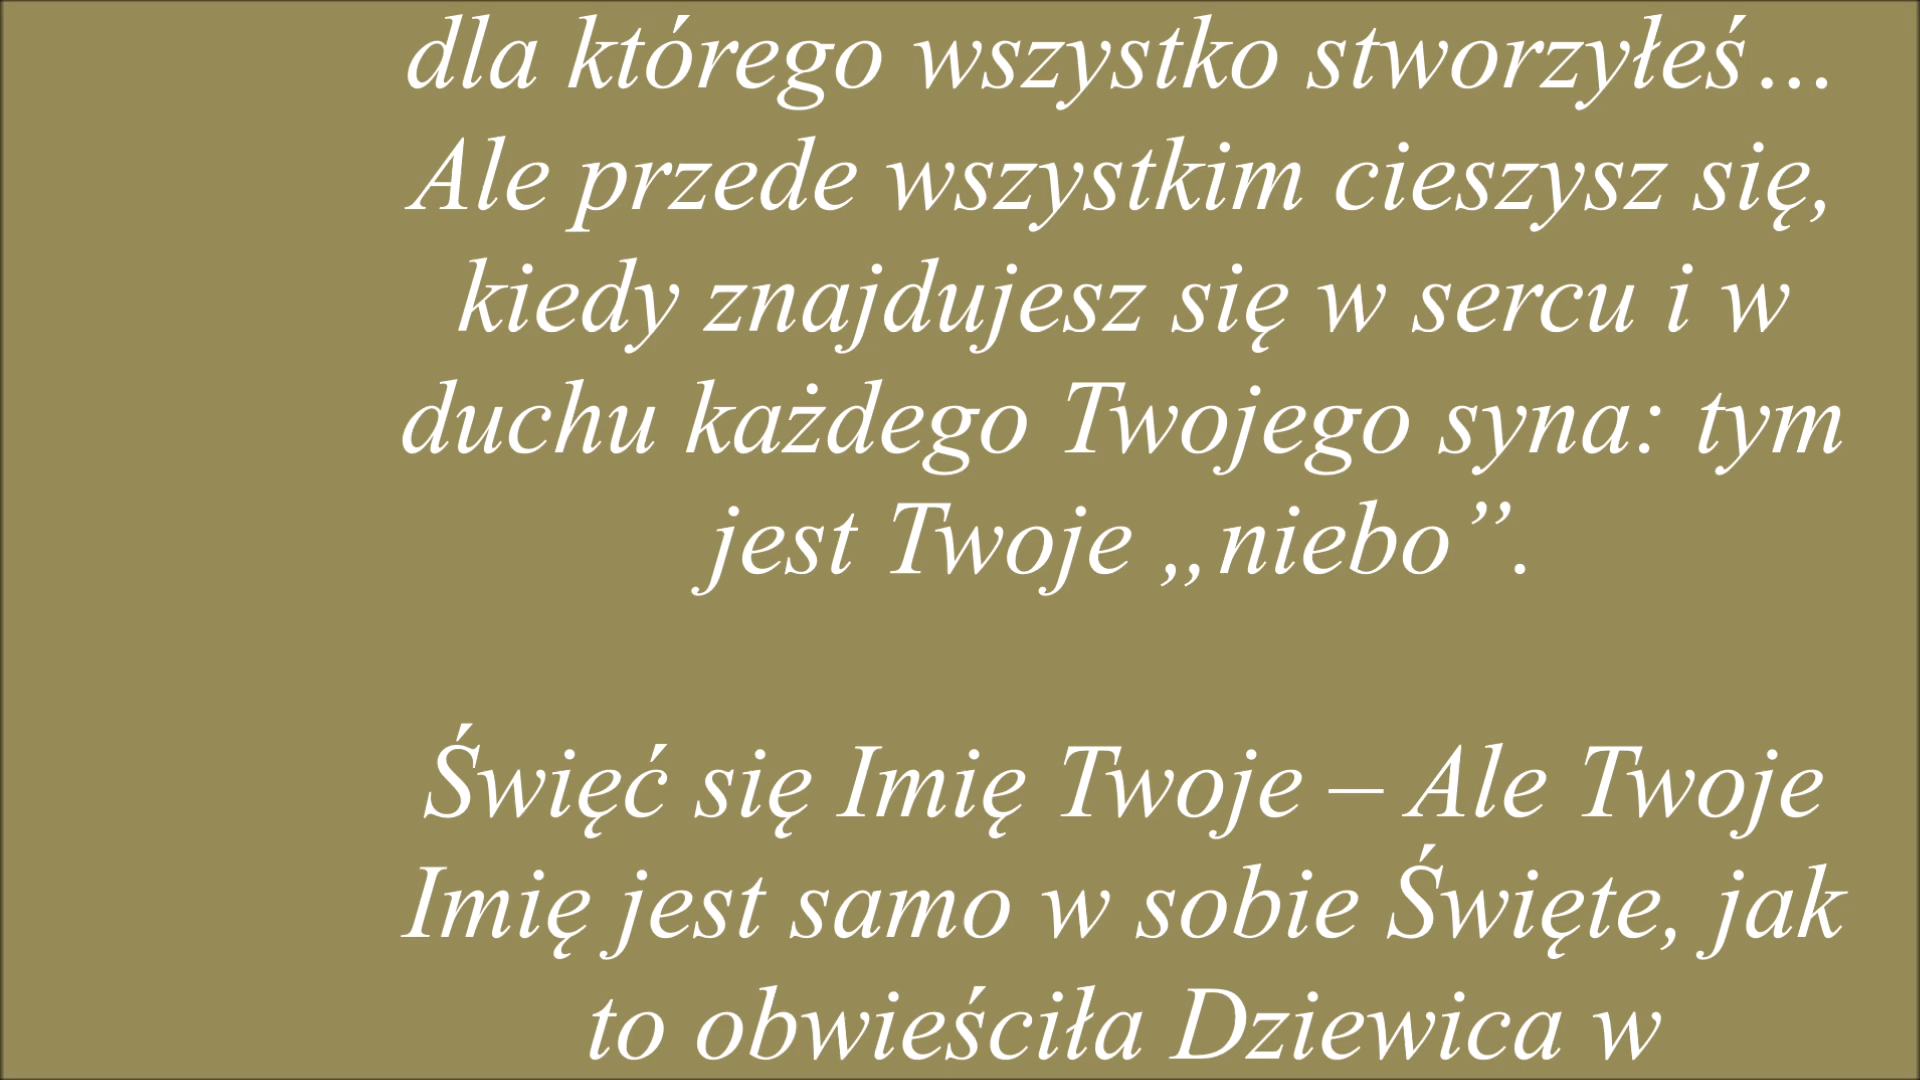 dla którego wszystko stworzyłeś…
Ale przede wszystkim cieszysz się,
kiedy znajdujesz się w sercu i w
duchu każdego Twojego syna: tym
jest Twoje „niebo”.
Święć się Imię Twoje – Ale Twoje
Imię jest samo w sobie Święte, jak
to obwieściła Dziewica w